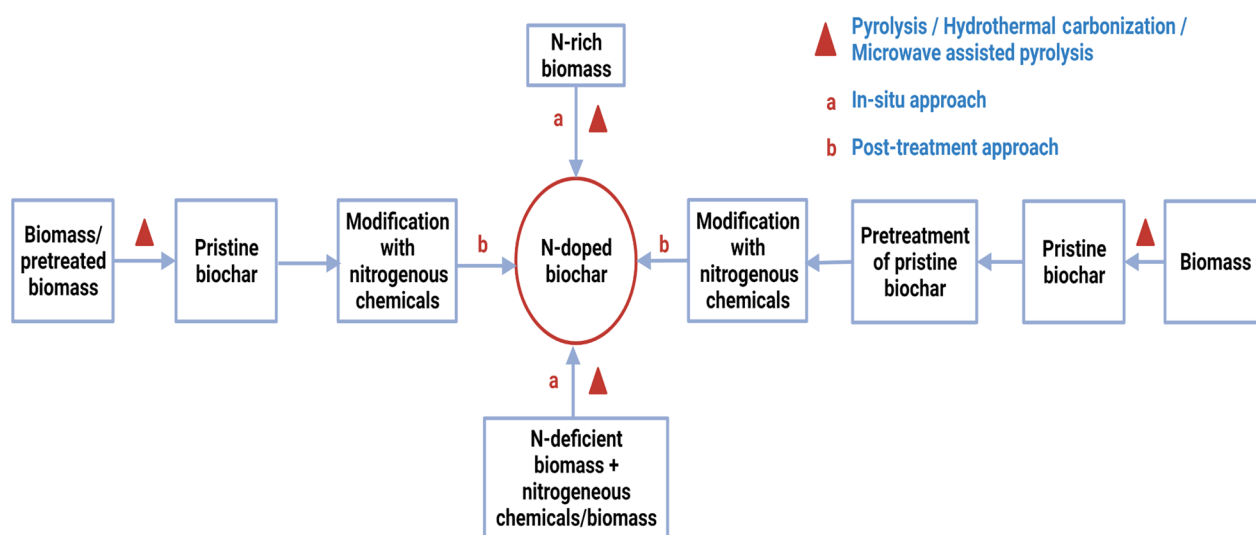 N-rich
biomass
Pyrolysis / Hydrothermal carbonization /
Microwave assisted pyrolysis
a
In-situ approach
b
Post-treatment approach
a
Biomass/
pretreated
biomass
Pristine
biochar
Modification
with
nitrogenous
chemicals
b
N-doped
biochar
b
Modification
with
nitrogenous
chemicals
Pretreatment
of pristine
biochar
Pristine
biochar
Biomass
a
N-deficient
biomass +
nitrogeneous
chemicals/biomass